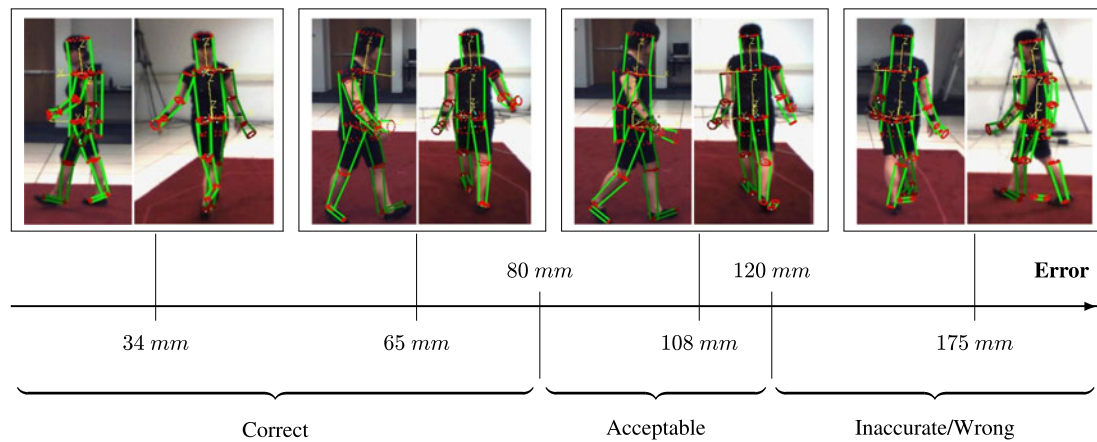 80 mm
120 mm
Error
34 mm
65 mm
108 mm
175 mm
Correct
Acceptable
Inaccurate/Wrong